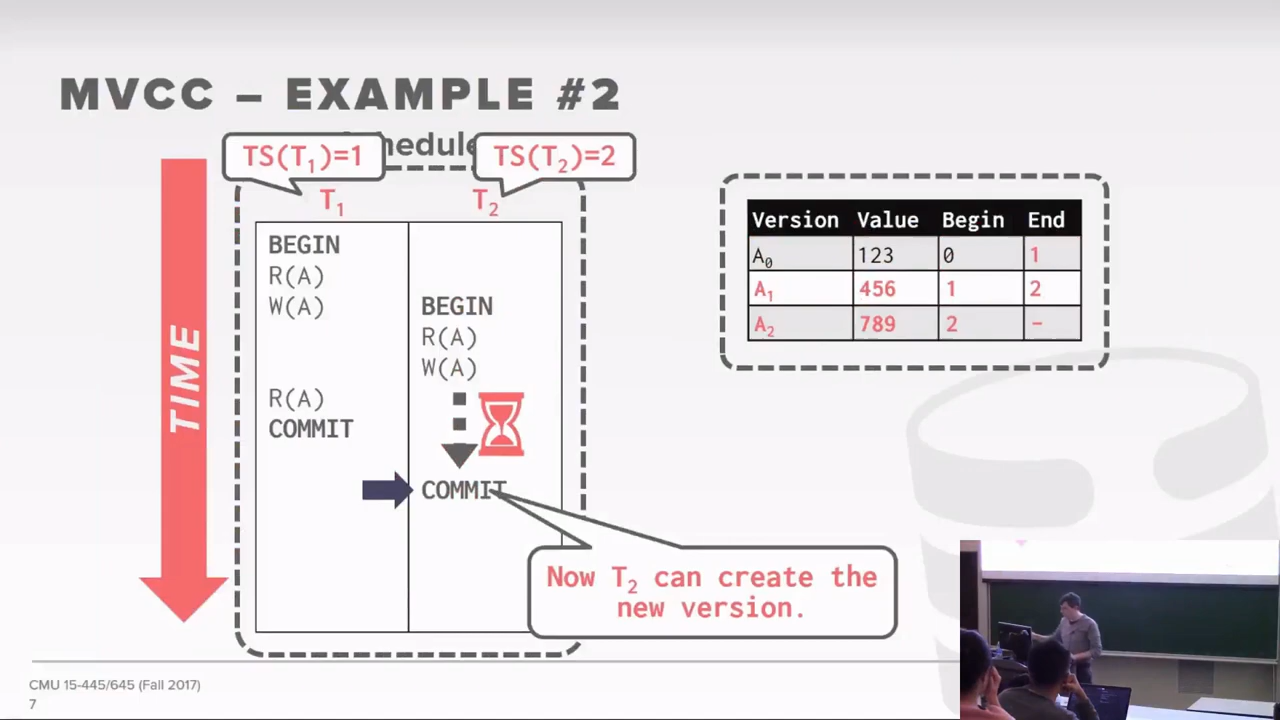 MVCC – EXAMPLE #2
TS(T1)=1
TS(T2)=2
T1
T2
BEGIN
R(A)
W(A)
BEGIN
R(A)
W(A)
R(A)
COMMIT
COMMIT
TIME
Now T2 can create the
new version.
Version Value Begin End
A0 123 0 1
A1 456 1 2
A2 789 2 –
CMU 15-445/645 (Fall 2017)
7